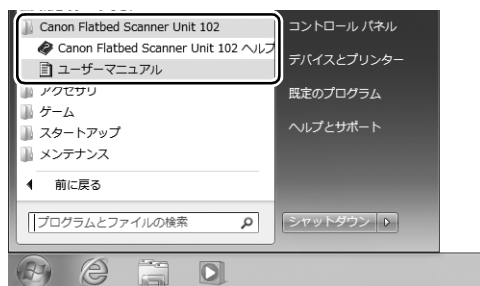 Canon Flatbed Scanner Unit 102
Canon Flatbed Scanner Unit 102 ヘルプ
ユーザーマニュアル
アクセサリ
ゲーム
スタートアップ
メンテナンス
前に戻る
プログラムとファイルの検索
コントロール パネル
デバイスとプリンター
既定のプログラム
ヘルプとサポート
シャットダウン